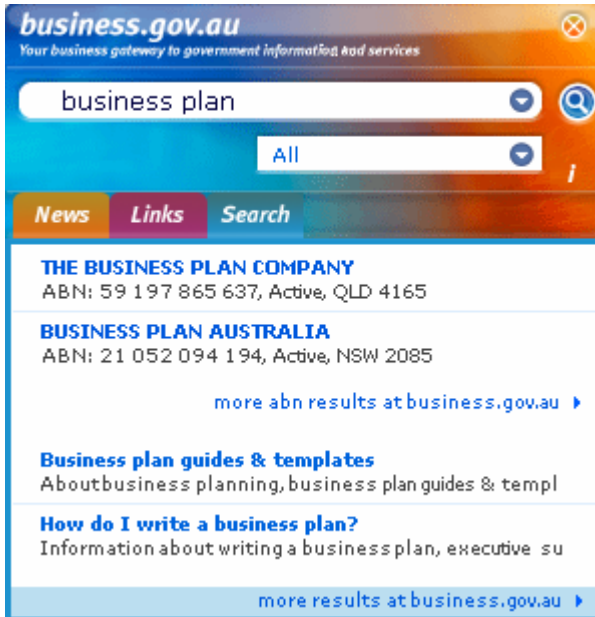 business.gov.au
Your business gateway to government information and services
business plan
All
i
News Links Search
THE BUSINESS PLAN COMPANY
ABN: 59 197 865 637, Active, QLD 4165
BUSINESS PLAN AUSTRALIA
ABN: 21 052 094 194, Active, NSW 2085
more abn results at business.gov.au
Business plan guides & templates
About business planning, business plan guides & templ
How do I write a business plan?
Information about writing a business plan, executive su
more results at business.gov.au